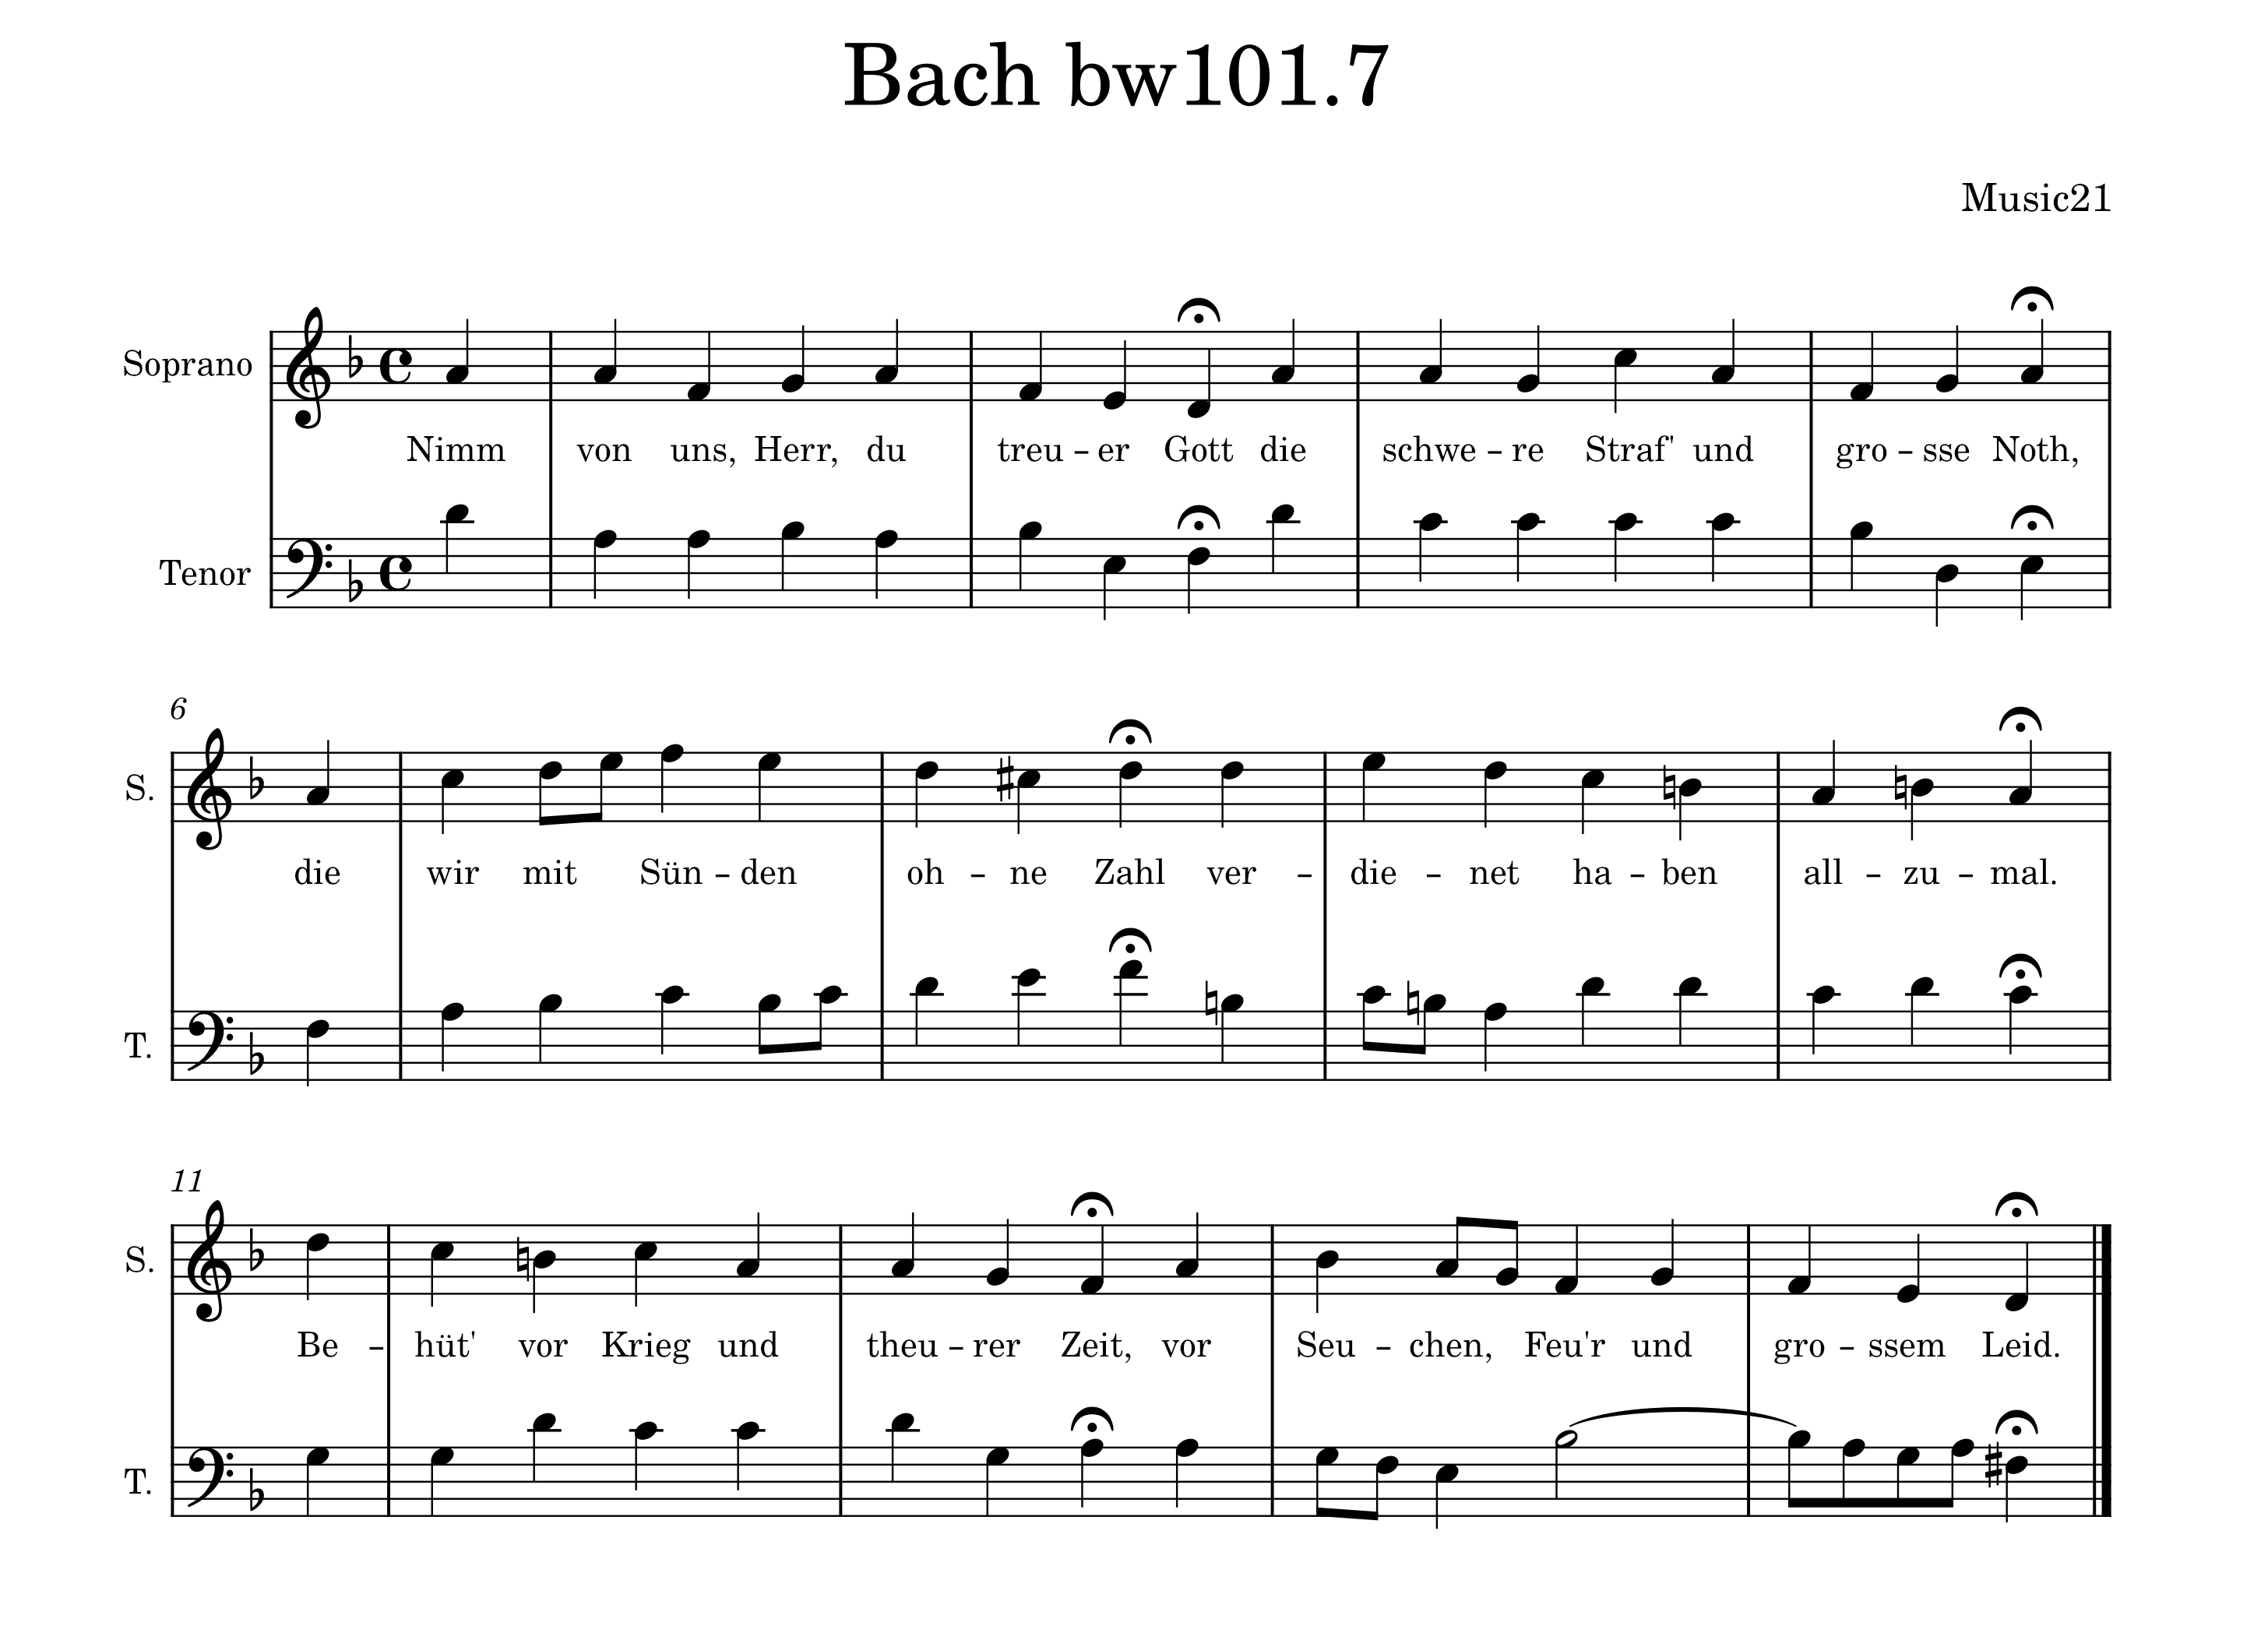 Bach bw101.7
Music21
Soprano
Nimm von uns, Herr, du treu – er Gott die schwe – re Straf' und gro – sse Noth,
Tenor
6
S.
die wir mit Sün – den oh – ne Zahl ver – die – net ha – ben all – zu – mal.
T.
11
S.
Be – hüt' vor Krieg und theu – rer Zeit, vor Seu – chen, Feu'r und gro – ssem Leid.
T.